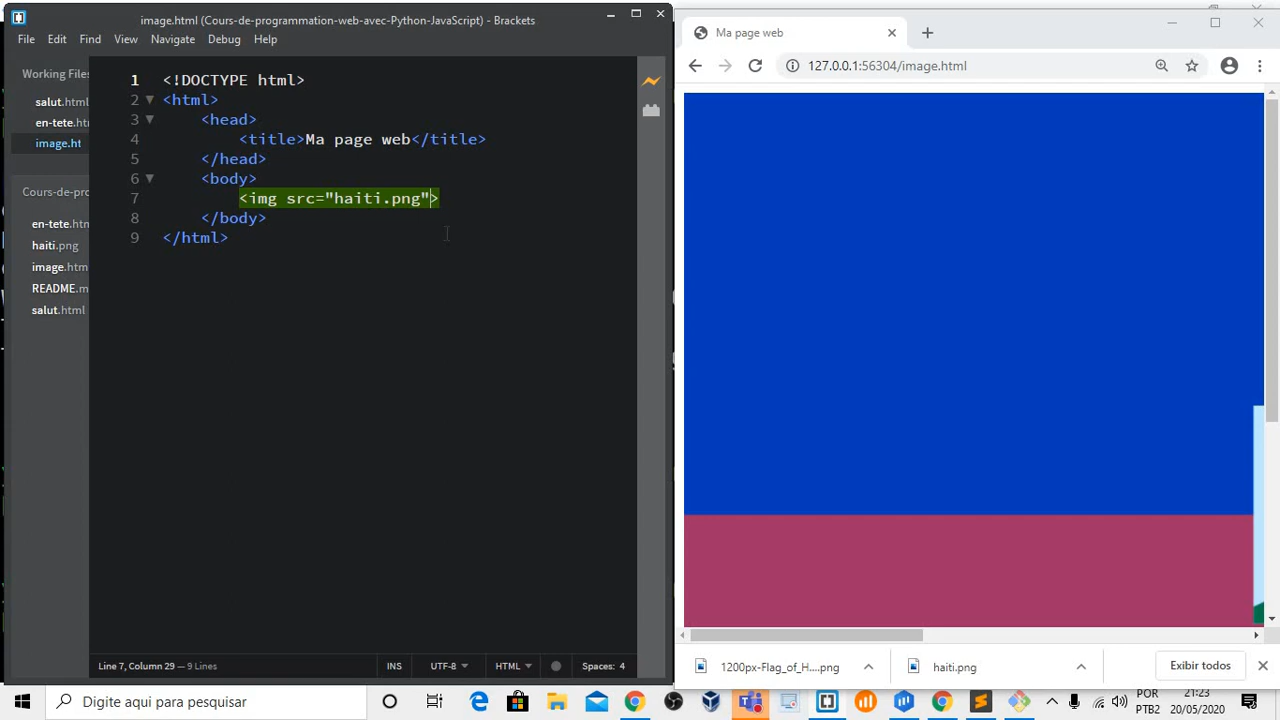 image.html (Cours-de-programmation-web-avec-Python-JavaScript) - Brackets
File Edit Find View Navigate Debug Help
Working Files
salut.html
en-tete.htm
image.ht
Cours-de-pro
en-tete.htm
haiti.png
image.htm
README.m
salut.html
1 <!DOCTYPE html>
2 <html>
3 <head>
4 <title>Ma page web</title>
5 </head>
6 <body>
7 <img src="haiti.png">
8 </body>
9 </html>
Line 7, Column 29 — 9 Lines
INS
UTF-8
HTML
Spaces: 4
Ma page web
127.0.0.1:56304/image.html
1200px-Flag_of_H....png
haiti.png
Exibir todos
Digite aqui para pesquisar
POR
PTB2
21:23
20/05/2020